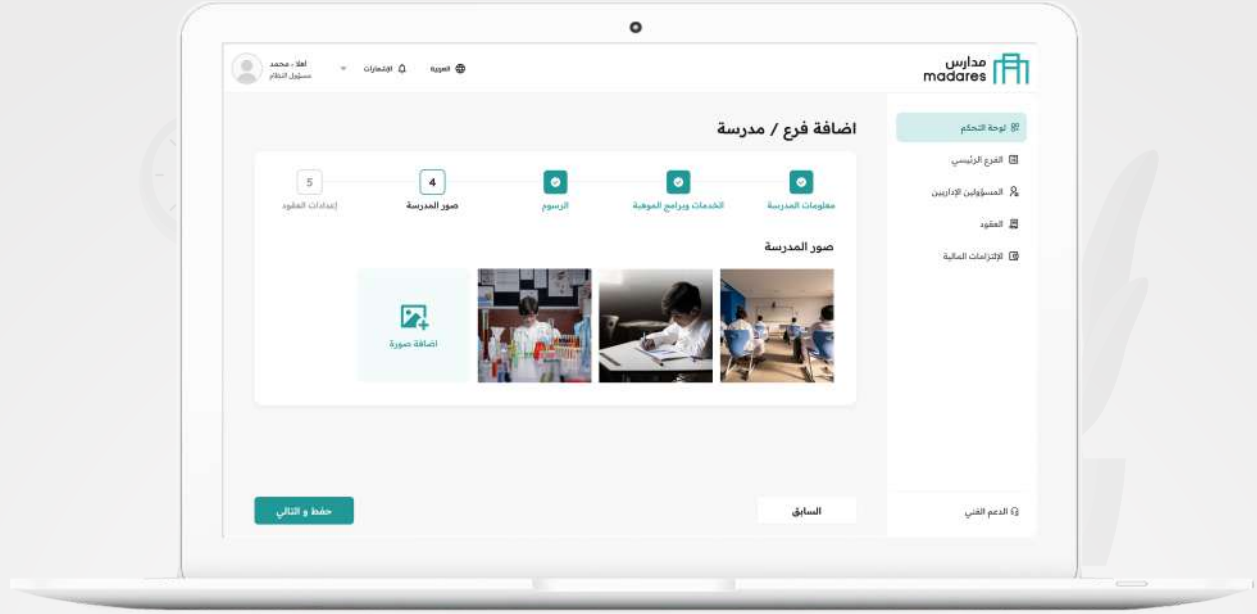 مدارس
madares
العربية
الإشعارات
اهلا ، محمد
مسؤول النظام
لوحة التحكم
الفرع الرئيسي
المسؤولين الإداريين
العقود
الإلتزامات المالية
الدعم الفني
اضافة فرع / مدرسة
معلومات المدرسة
الخدمات وبرامج الموهبة
الرسوم
4
صور المدرسة
5
إعدادات العقود
صور المدرسة
اضافة صورة
السابق
حفظ و التالي